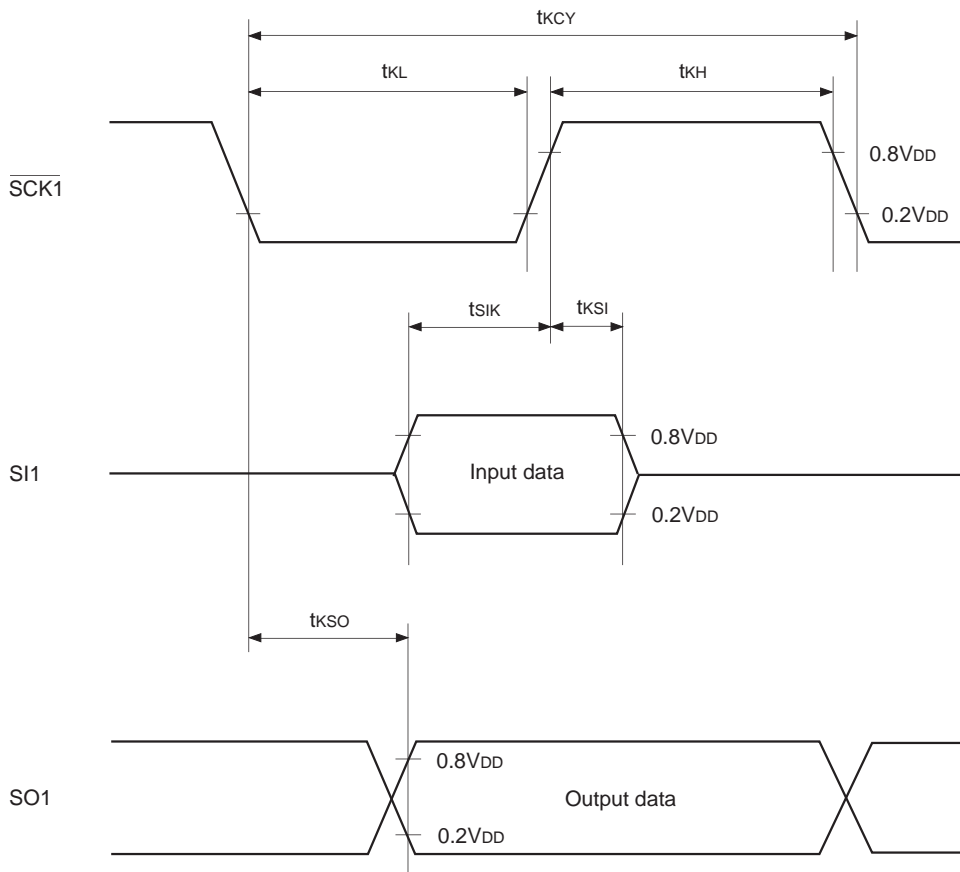 tKCY
tKL
tKH
SCK1
0.8VDD
0.2VDD
tSIK
tKSI
SI1
Input data
0.8VDD
0.2VDD
tKSO
SO1
0.8VDD
Output data
0.2VDD